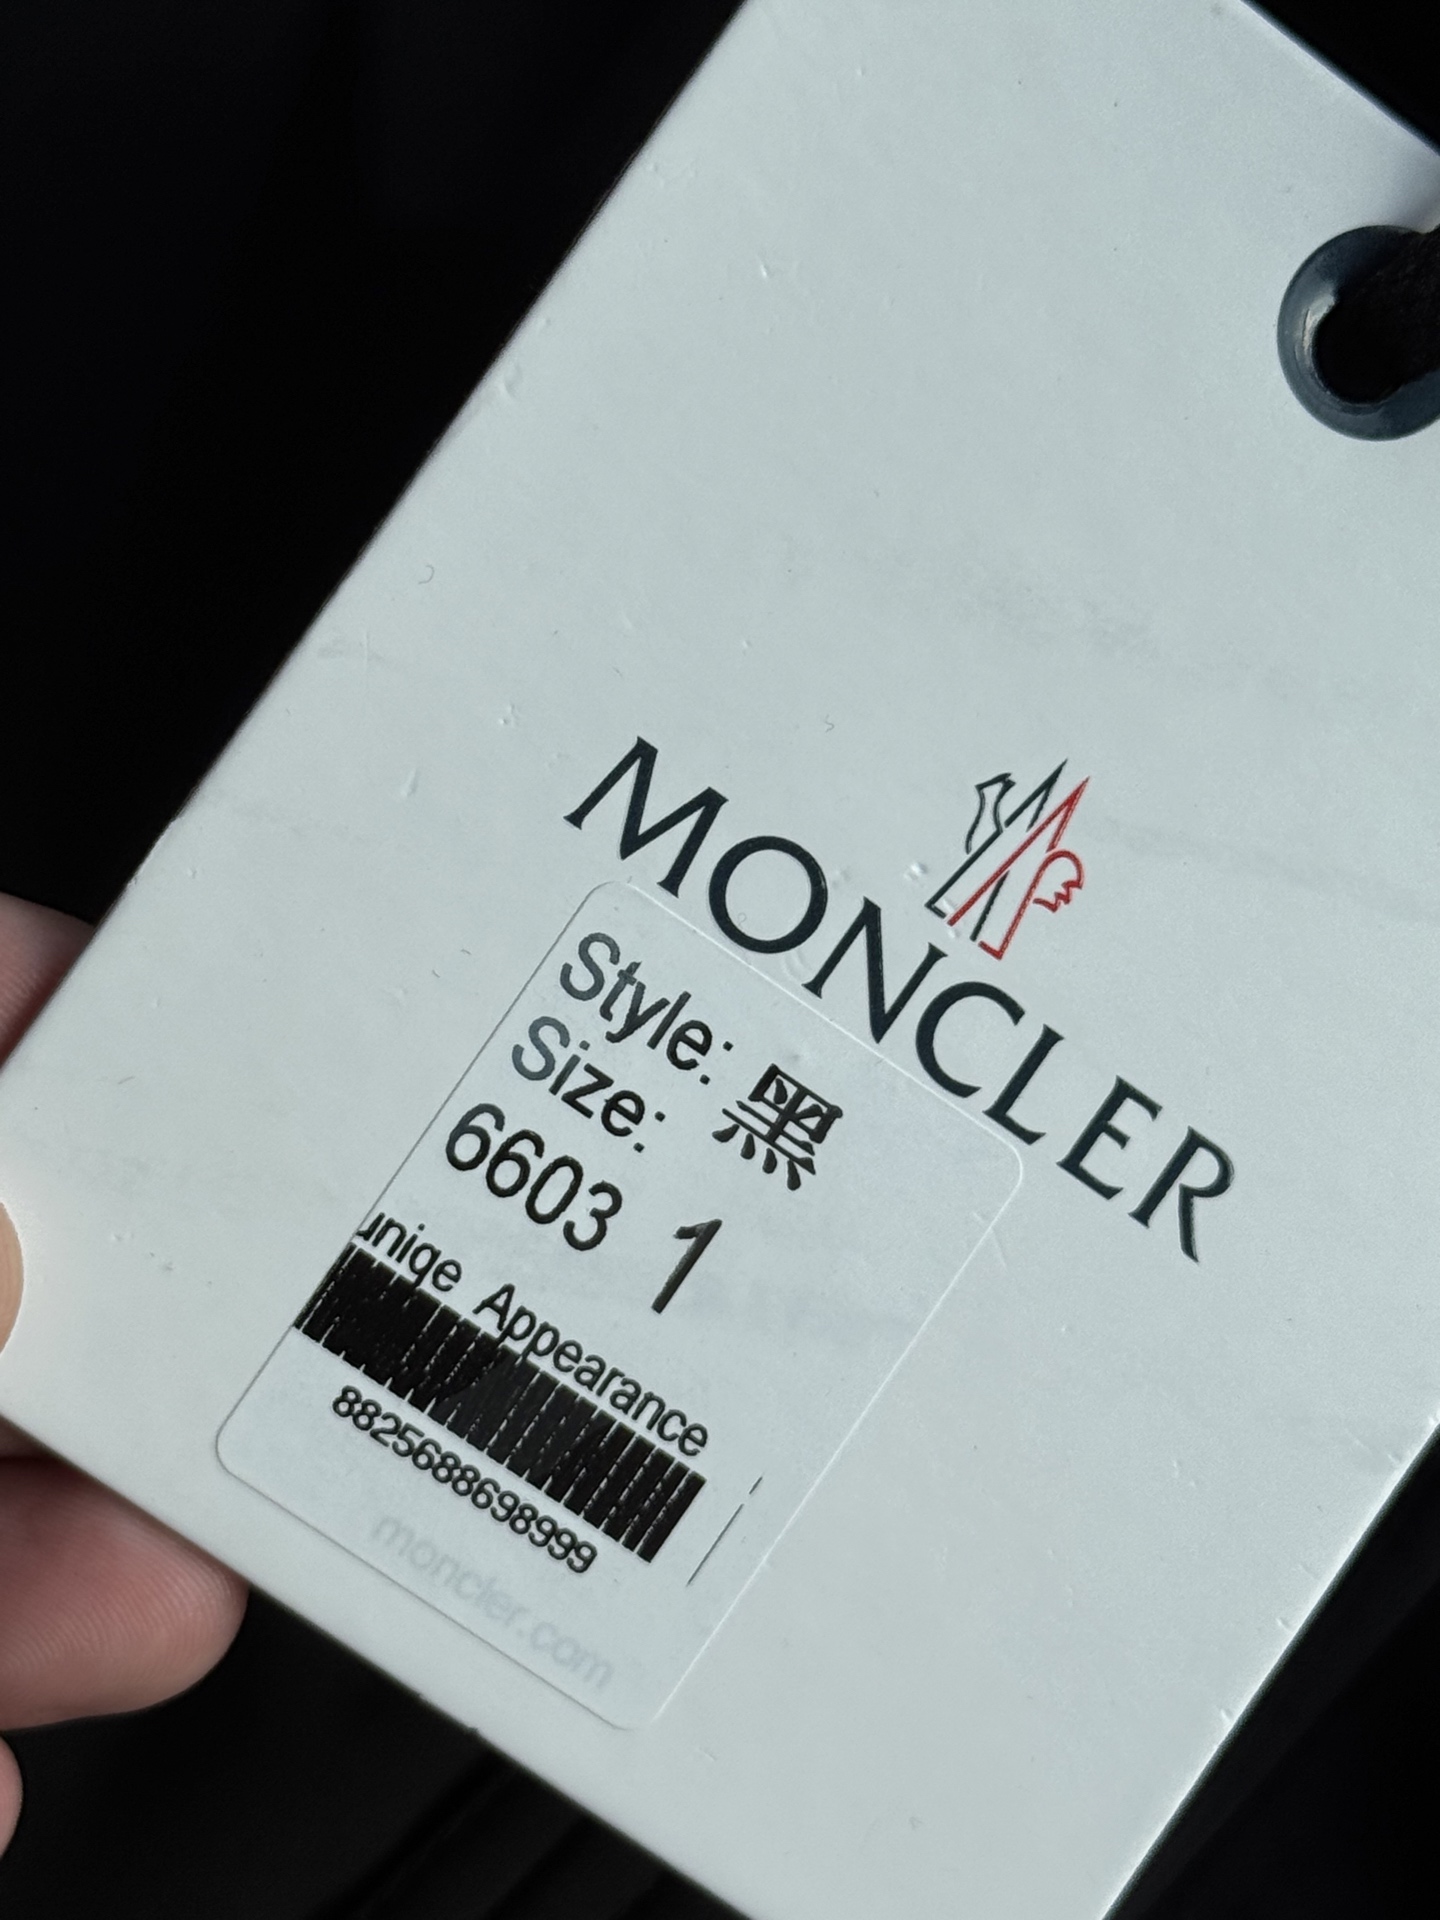 MONCLER
Style: 黑
Size:
6603 1
uniqe Appearance
8825688698999
moncler.com